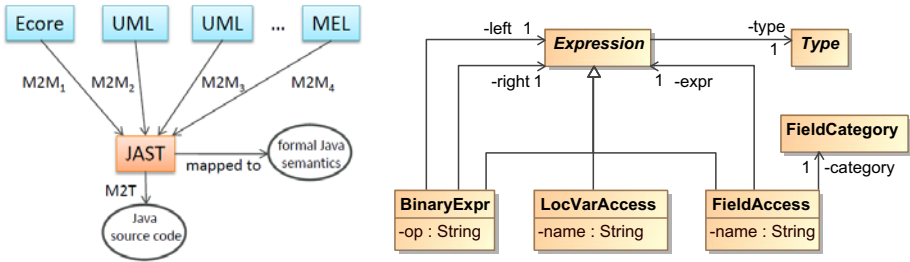 Ecore
UML
UML
...
MEL
M2M1
M2M2
M2M3
M2M4
JAST
mapped to
formal Java
semantics
M2T
Java
source code
-left 1
Expression
-type
1
Type
-right 1
1 -expr
FieldCategory
1 -category
BinaryExpr
-op : String
LocVarAccess
-name : String
FieldAccess
-name : String